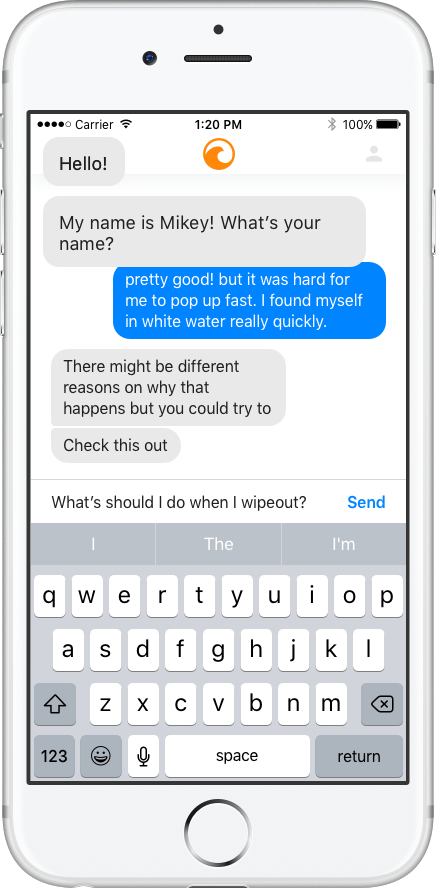 Carrier 1:20 PM 100%
Hello!
My name is Mikey! What's your
name?
pretty good! but it was hard for
me to pop up fast. I found myself
in white water really quickly.
There might be different
reasons on why that
happens but you could try to
Check this out
What's should I do when I wipeout? Send
I The I'm
q w e r t y u i o p
a s d f g h j k l
z x c v b n m
123 space return